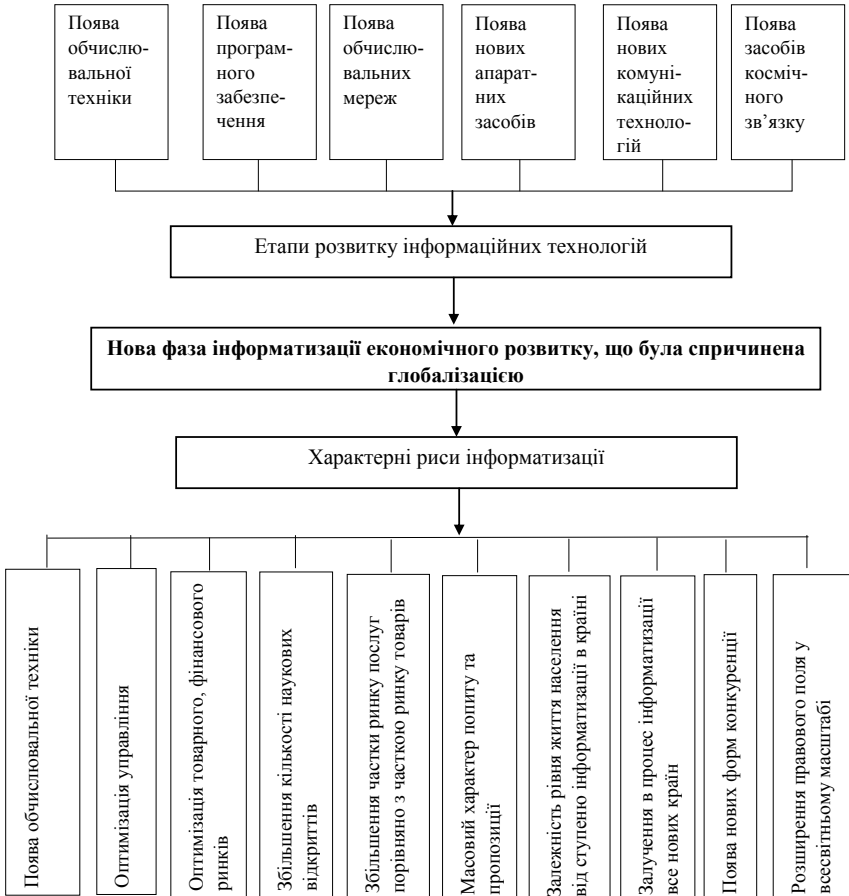 Поява
обчислю-
вальної
техніки
Поява
програм-
ного
забезпе-
чення
Поява
обчислю-
вальних
мереж
Поява
нових
апарат-
них
засобів
Поява
нових
комуні-
каційних
техноло-
гій
Поява
засобів
косміч-
ного
зв’язку
Етапи розвитку інформаційних технологій
Нова фаза інформатизації економічного розвитку, що була спричинена
глобалізацією
Характерні риси інформатизації
Поява обчислювальної техніки
Оптимізація управління
Оптимізація товарного, фінансового
ринків
Збільшення кількості наукових
відкриттів
Збільшення частки ринку послуг
порівняно з часткою ринку товарів
Масовий характер попиту та
пропозиції
Залежність рівня життя населення
від ступеню інформатизації в країні
Залучення в процес інформатизації
все нових країн
Поява нових форм конкуренції
Розширення правового поля у
всесвітньому масштабі